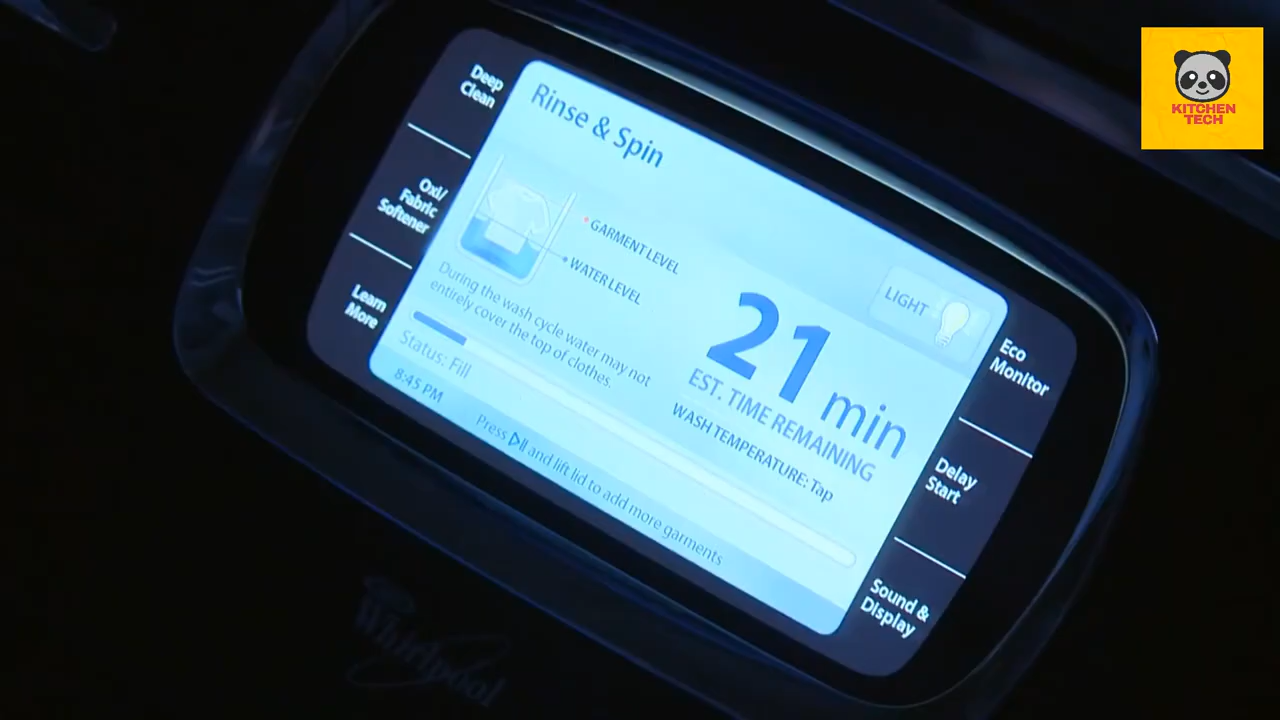 Deep
Clean
Oxi/
Fabric
Softener
Learn
More
Rinse & Spin
GARMENT LEVEL
WATER LEVEL
During the wash cycle water may not
entirely cover the top of clothes.
Status: Fill
8:45 PM
Press ▷II and lift lid to add more garments
LIGHT
21 min
EST. TIME REMAINING
WASH TEMPERATURE: Tap
Eco
Monitor
Delay
Start
Sound &
Display
Whirlpool
KITCHEN
TECH